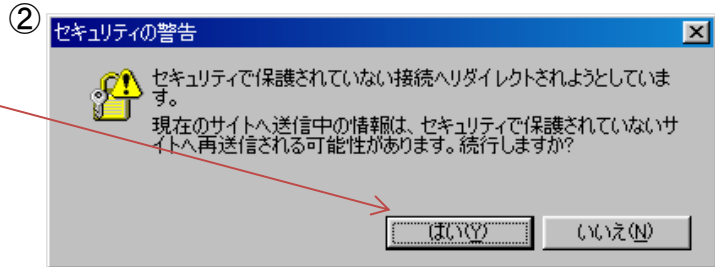 ②
セキュリティの警告
セキュリティで保護されていない接続へリダイレクトされようとしていま
す。
現在のサイトへ送信中の情報は、セキュリティで保護されていないサ
イトへ再送信される可能性があります。続行しますか?
はい(Y)
いいえ(N)